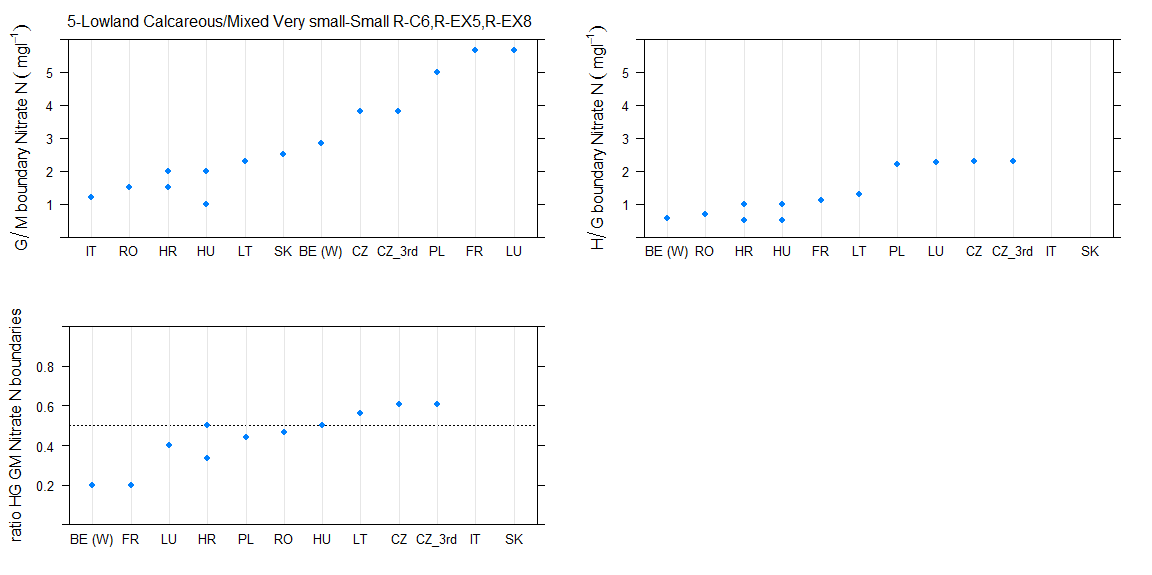 5-Lowland Calcareous/Mixed Very small-Small R-C6,R-EX5,R-EX8
G/M boundary Nitrate N ( mgl⁻¹)
5
4
3
2
1
IT RO HR HU LT SK BE (W) CZ CZ_3rd PL FR LU
H/G boundary Nitrate N ( mgl⁻¹)
5
4
3
2
1
BE (W) RO HR HU FR LT PL LU CZ CZ_3rd IT SK
ratio HG GM Nitrate N boundaries
0.8
0.6
0.4
0.2
BE (W) FR LU HR PL RO HU LT CZ CZ_3rd IT SK